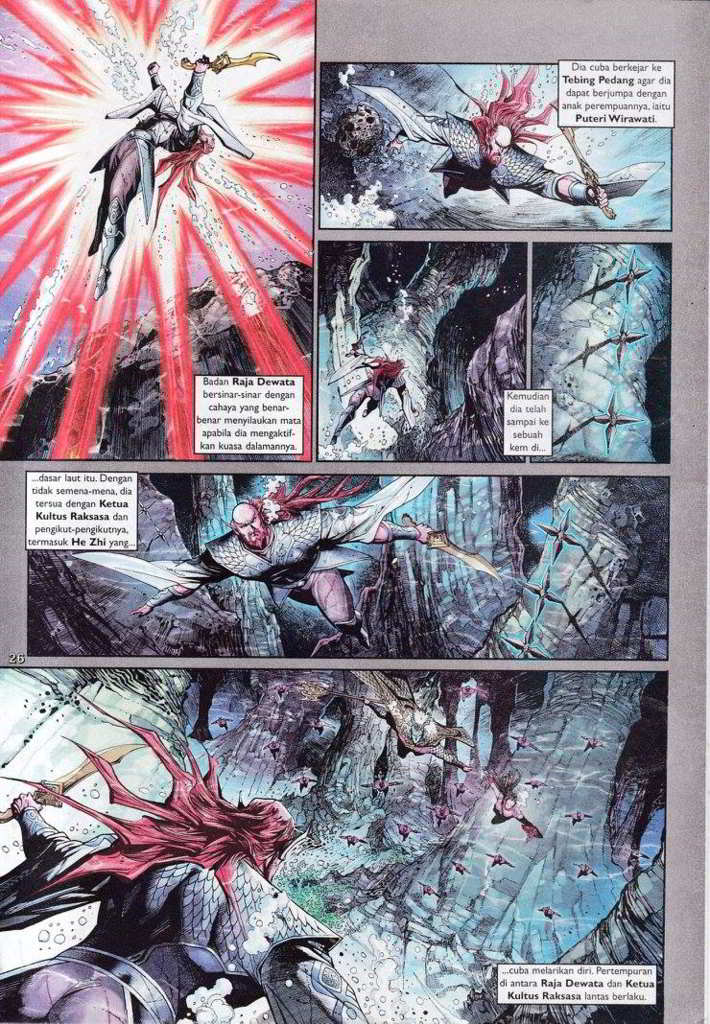 Dia cuba berkejar ke
Tebing Pedang agar dia
dapat berjumpa dengan
anak perempuannya, iaitu
Puteri Wirawati.
Badan Raja Dewata
bersinar-sinar dengan
cahaya yang benar-
benar menyilaukan mata
apabila dia mengaktif-
kan kuasa dalamannya.
Kemudian
dia telah
sampai ke
sebuah
kem di...
...dasar laut itu. Dengan
tidak semena-mena, dia
tersua dengan Ketua
Kultus Raksasa dan
pengikut-pengikutnya,
termasuk He Zhi yang...
26
...cuba melarikan diri. Pertempuran
di antara Raja Dewata dan Ketua
Kultus Raksasa lantas berlaku.